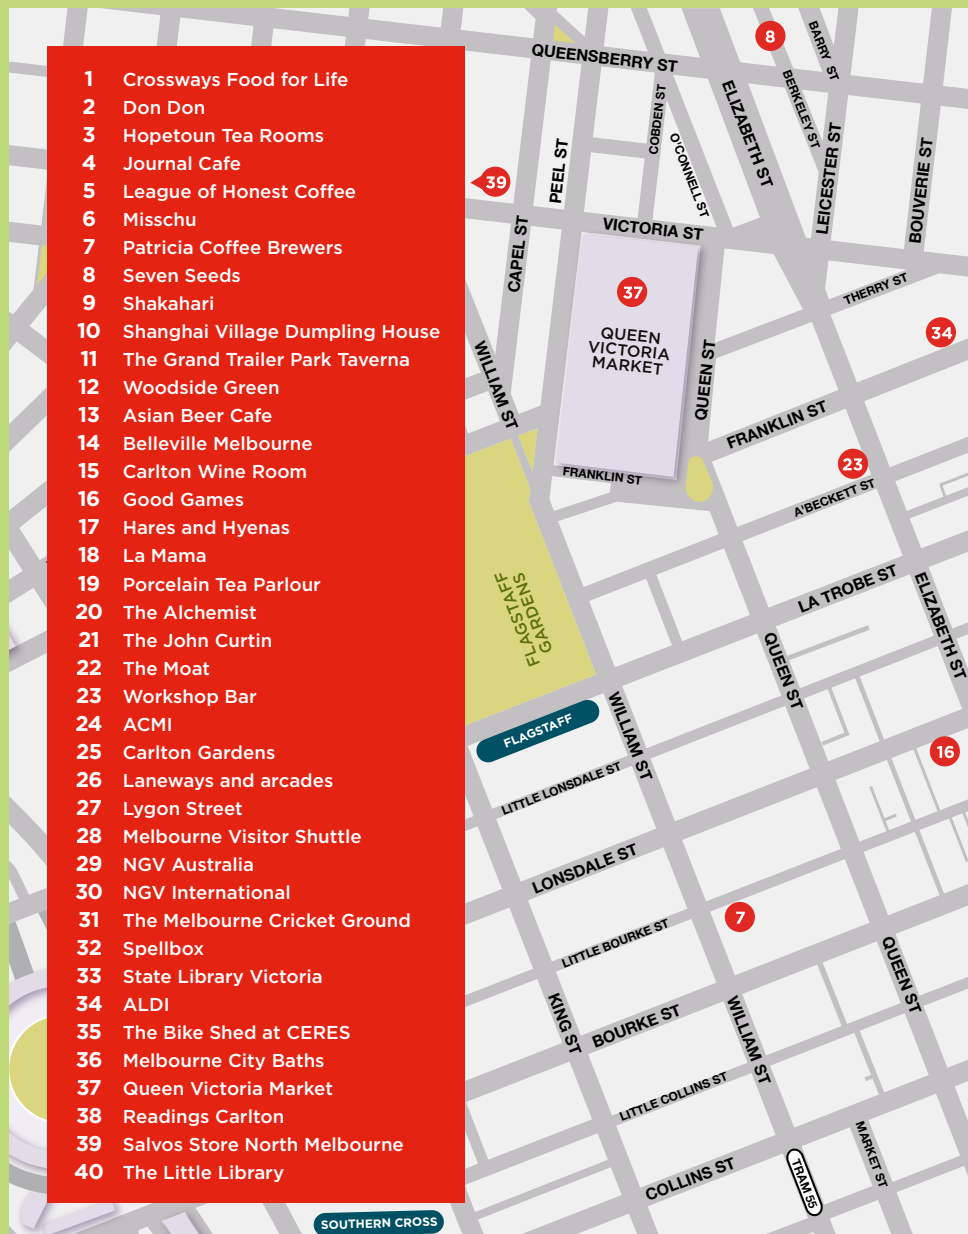 1 Crossways Food for Life
2 Don Don
3 Hopetoun Tea Rooms
4 Journal Cafe
5 League of Honest Coffee
6 Misschu
7 Patricia Coffee Brewers
8 Seven Seeds
9 Shakahari
10 Shanghai Village Dumpling House
11 The Grand Trailer Park Taverna
12 Woodside Green
13 Asian Beer Cafe
14 Belleville Melbourne
15 Carlton Wine Room
16 Good Games
17 Hares and Hyenas
18 La Mama
19 Porcelain Tea Parlour
20 The Alchemist
21 The John Curtin
22 The Moat
23 Workshop Bar
24 ACMI
25 Carlton Gardens
26 Laneways and arcades
27 Lygon Street
28 Melbourne Visitor Shuttle
29 NGV Australia
30 NGV International
31 The Melbourne Cricket Ground
32 Spellbox
33 State Library Victoria
34 ALDI
35 The Bike Shed at CERES
36 Melbourne City Baths
37 Queen Victoria Market
38 Readings Carlton
39 Salvos Store North Melbourne
40 The Little Library
8
BARRY ST
QUEENSBERRY ST
BERKELEY ST
COBDEN ST
ELIZABETH ST
O'CONNELL ST
PEEL ST
LEICESTER ST
BOUVERIE ST
39
VICTORIA ST
CAPEL ST
37
THERRY ST
34
QUEEN
VICTORIA
MARKET
WILLIAM ST
QUEEN ST
FRANKLIN ST
23
FRANKLIN ST
A'BECKETT ST
FLAGSTAFF
GARDENS
LA TROBE ST
ELIZABETH ST
QUEEN ST
FLAGSTAFF
WILLIAM ST
16
LITTLE LONSDALE ST
LONSDALE ST
7
LITTLE BOURKE ST
QUEEN ST
KING ST
BOURKE ST
WILLIAM ST
LITTLE COLLINS ST
MARKET ST
COLLINS ST
TRAM 55
SOUTHERN CROSS